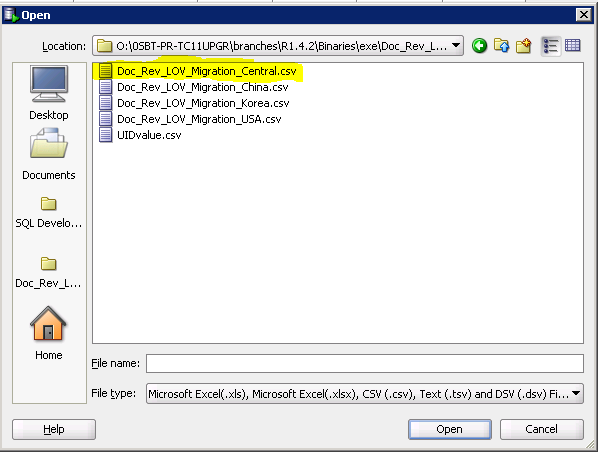 Open
Location:
O:\0SBT-PR-TC11UPGR\branches\R1.4.2\Binaries\exe\Doc_Rev_L...
Doc_Rev_LOV_Migration_Central.csv
Doc_Rev_LOV_Migration_China.csv
Doc_Rev_LOV_Migration_Korea.csv
Doc_Rev_LOV_Migration_USA.csv
UIDvalue.csv
Desktop
Documents
SQL Develo...
Doc_Rev_L...
Home
File name:
File type:
Microsoft Excel(.xls), Microsoft Excel(.xlsx), CSV (.csv), Text (.tsv) and DSV (.dsv) Fi...
Help
Open
Cancel